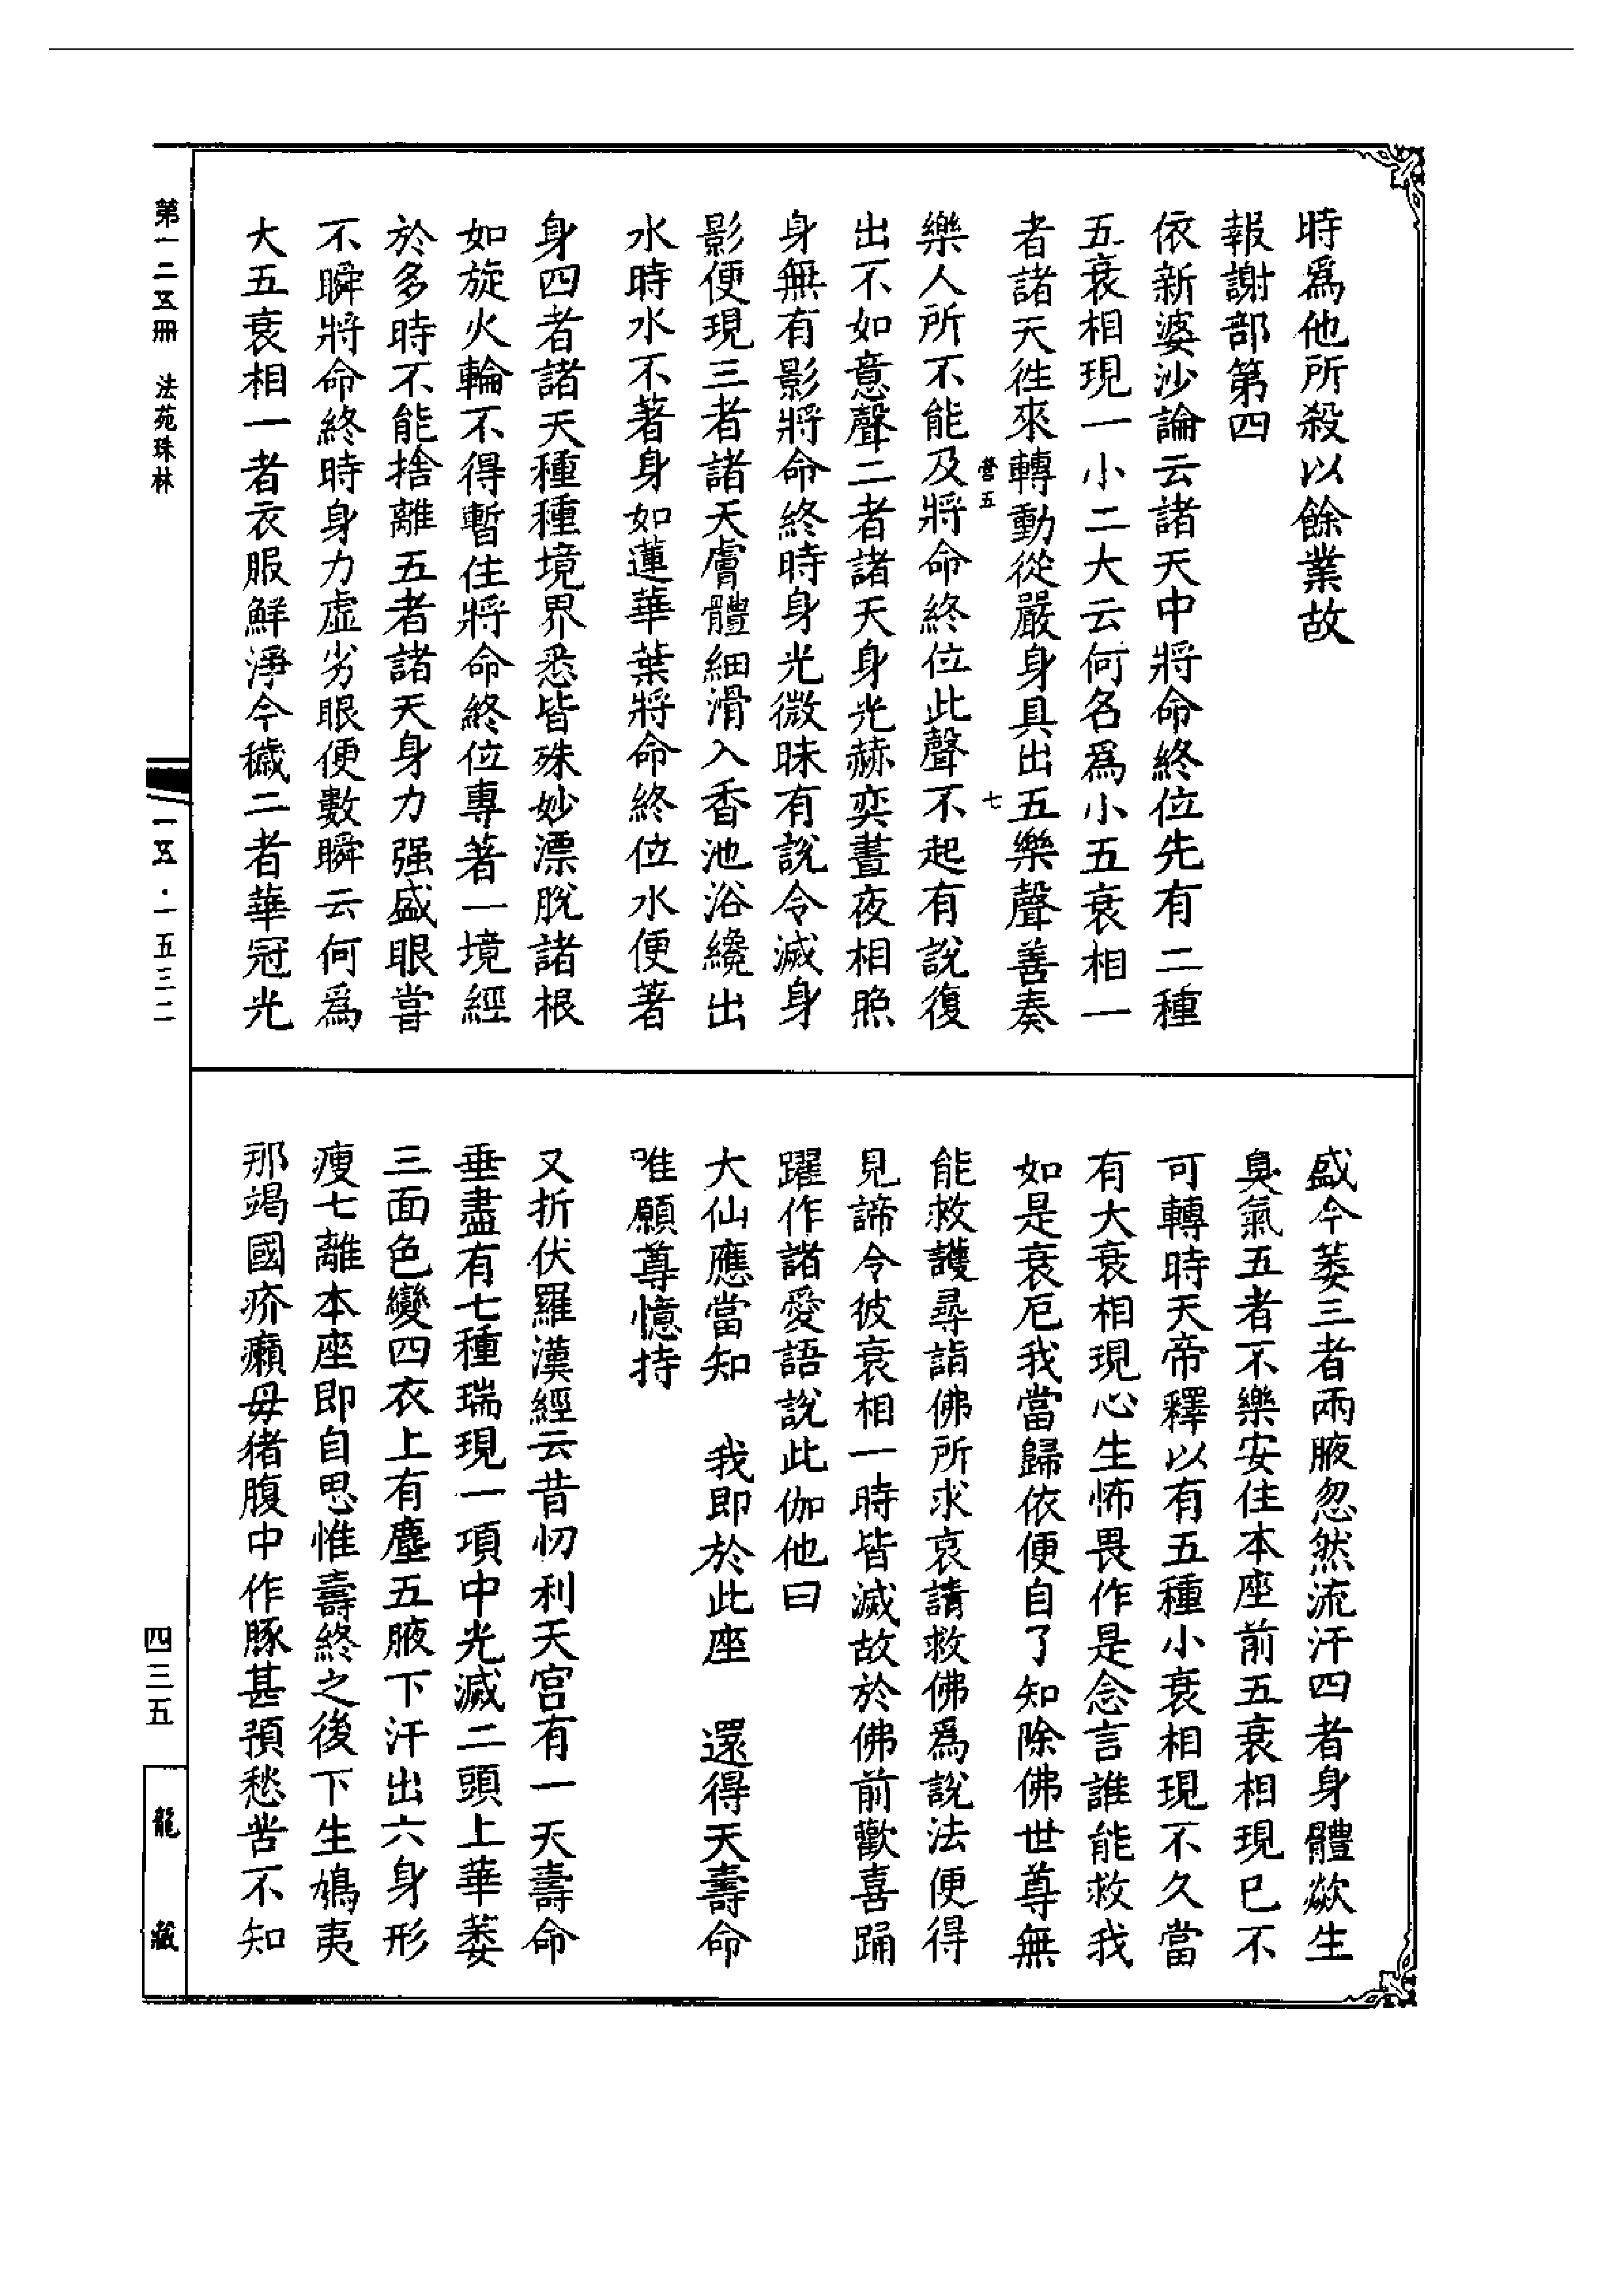 時爲他所殺以餘業故
報謝部第四
依新婆沙論云諸天中將命終位先有二種
五衰相現一小二大云何名爲小五衰相一
者諸天往來轉動從嚴身具出五樂聲善奏
營五
七
樂人所不能及將命終位此聲不起有說復
出不如意聲二者諸天身光赫奕晝夜相照
身無有影將命終時身光微昧有說令滅身
影便現三者諸天膚體細滑入香池浴纔出
水時水不著身如蓮華葉將命終位水便著
身四者諸天種種境界悉皆殊妙漂脫諸根
如旋火輪不得暫住將命終位專著一境經
於多時不能捨離五者諸天身力强盛眼甞
不瞬將命終時身力虛劣眼便數瞬云何爲
大五衰相一者衣服鮮淨今穢二者華冠光
盛今萎三者兩腋忽然流汗四者身體歘生
臭氣五者不樂安住本座前五衰相現已不
可轉時天帝釋以有五種小衰相現不久當
有大衰相現心生怖畏作是念言誰能救我
如是衰厄我當歸依便自了知除佛世尊無
能救護尋詣佛所求哀請救佛爲說法便得
見諦令彼衰相一時皆滅故於佛前歡喜踊
躍作諸愛語說此伽他曰
大仙應當知　我即於此座　還得天壽命
唯願尊憶持
又折伏羅漢經云昔忉利天宮有一天壽命
垂盡有七種瑞現一項中光滅二頭上華萎
三面色變四衣上有塵五腋下汗出六身形
瘦七離本座即自思惟壽終之後下生鳩夷
那竭國疥癩母猪腹中作豚甚預愁苦不知
第一二五冊　法苑珠林
一五·一五三二
四三五
龍藏